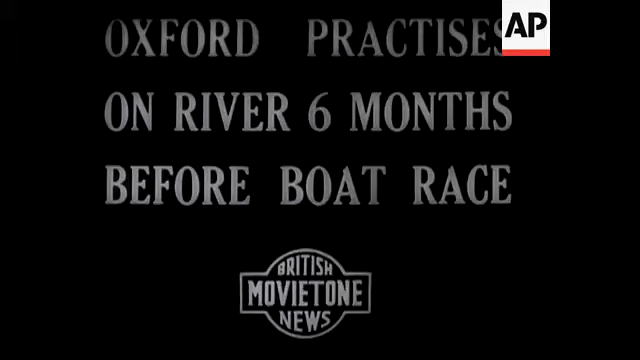 OXFORD PRACTISES
AP
ON RIVER 6 MONTHS
BEFORE BOAT RACE
BRITISH
MOVIETONE
NEWS